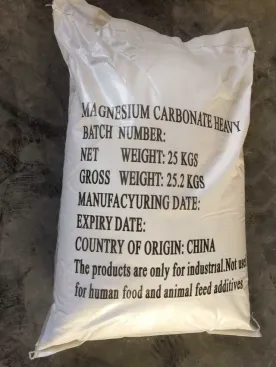 MAGNESIUM CARBONATE HEAVY
BATCH NUMBER:
NET WEIGHT: 25 KGS
GROSS WEIGHT: 25.2 KGS
MANUFACYURING DATE:
EXPIRY DATE:
COUNTRY OF ORIGIN: CHINA
The products are only for industrial. Not use
for human food and animal feed additives